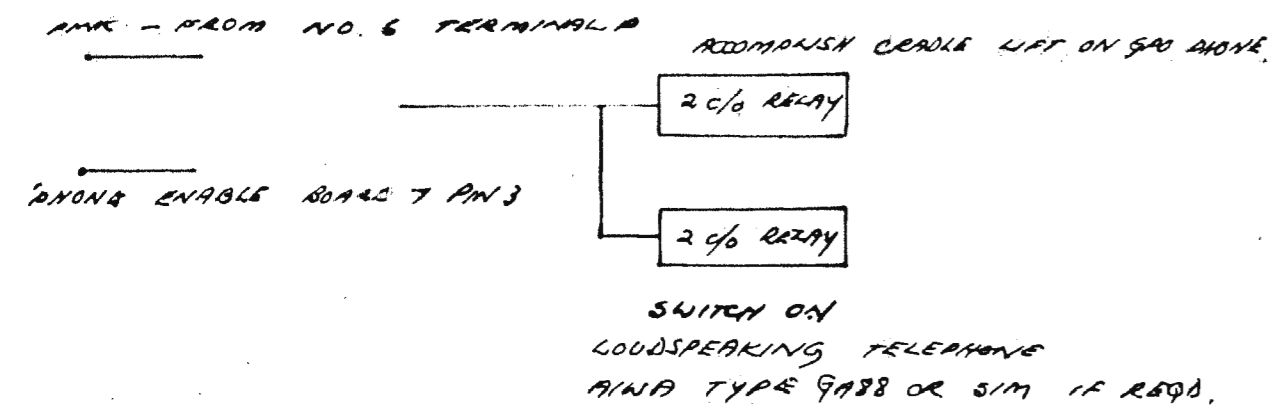 PMK - FROM NO. 6 TERMINAL P
ACCOMPLISH CRADLE LIFT ON GPO PHONE.
2 C/O RELAY
'PHONE ENABLE BOARD 7 PIN 3
2 C/O RELAY
SWITCH ON
LOUDSPEAKING TELEPHONE
AIWA TYPE 9A88 OR SIM IF REQD.